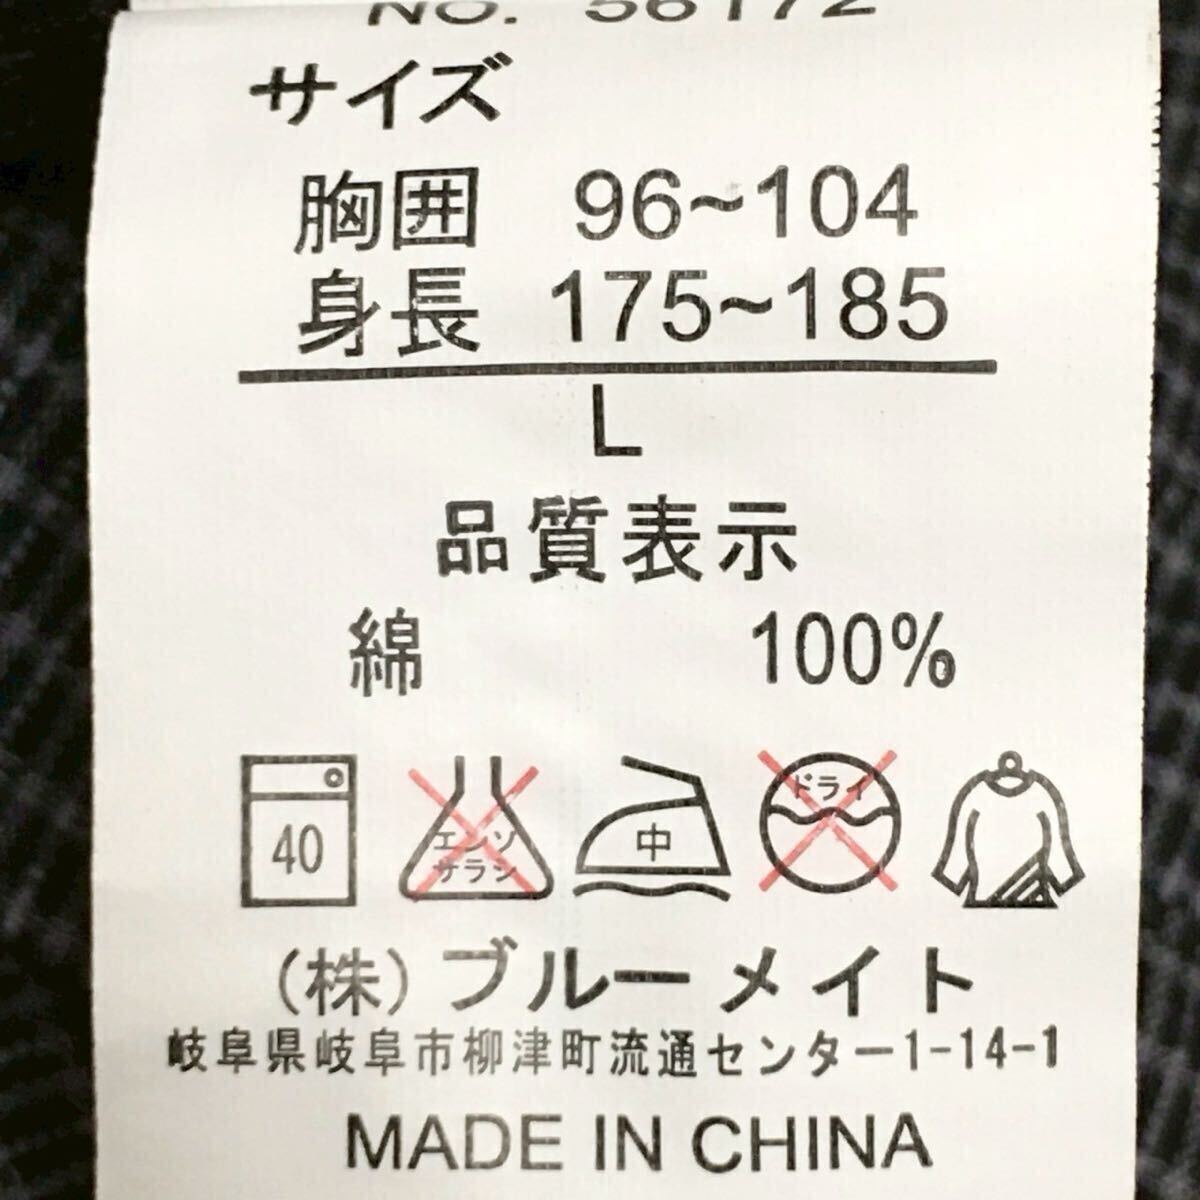 NO. 56172
サイズ
胸囲 96~104
身長 175~185
L
品質表示
綿 100%
40
エンソ
サラシ
中
ドライ
(株)ブルーメイト
岐阜県岐阜市柳津町流通センター1-14-1
MADE IN CHINA